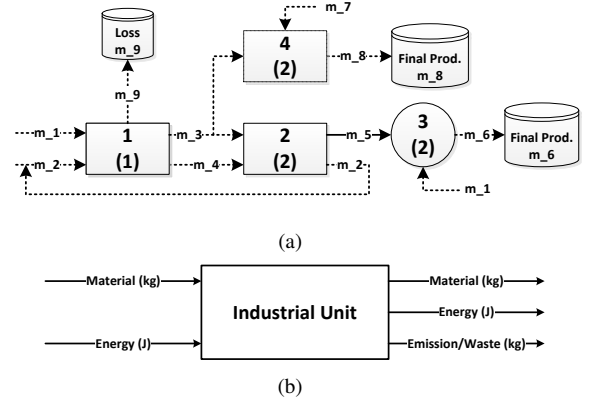 Loss
m_9
m_9
m_7
4
(2)
m_8
Final Prod.
m_8
m_1
m_2
1
(1)
m_3
m_4
2
(2)
m_5
m_2
3
(2)
m_6
Final Prod.
m_6
m_1
(a)
Material (kg)
Energy (J)
Industrial Unit
Material (kg)
Energy (J)
Emission/Waste (kg)
(b)